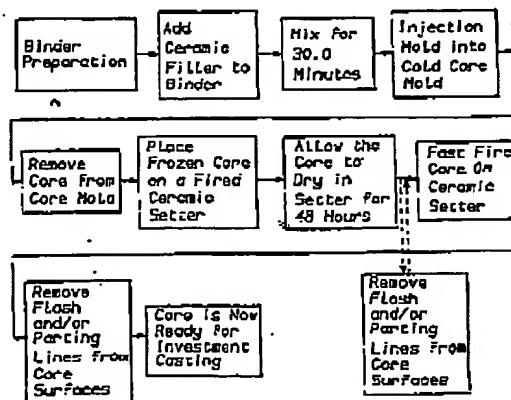 Binder
Preparation
Add
Ceramic
Filler to
Binder
Mix for
30.0
Minutes
Injection
Mold into
Cold Core
Mold
Remove
Core from
Core Mold
Place
Frozen Core
on a Fired
Ceramic
Setter
Allow the
Core to
Dry in
Setter for
48 Hours
Fast Fire
Core On
Ceramic
Setter
Remove
Flash
and/or
Parting
Lines from
Core
Surfaces
Core is Now
Ready for
Investment
Casting
Remove
Flash
and/or
Parting
Lines from
Core
Surfaces